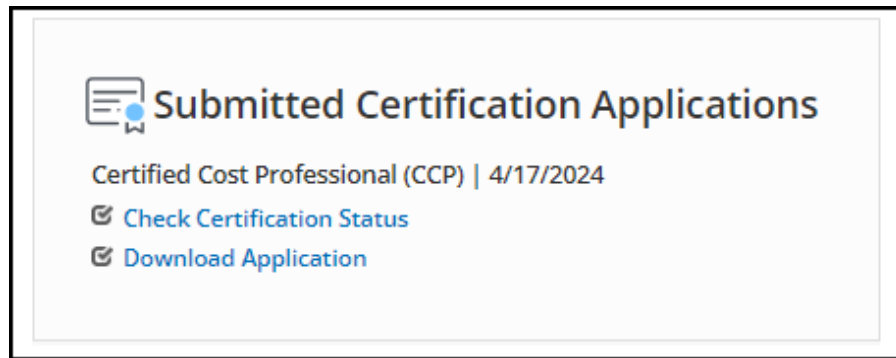 Submitted Certification Applications
Certified Cost Professional (CCP) | 4/17/2024
Check Certification Status
Download Application